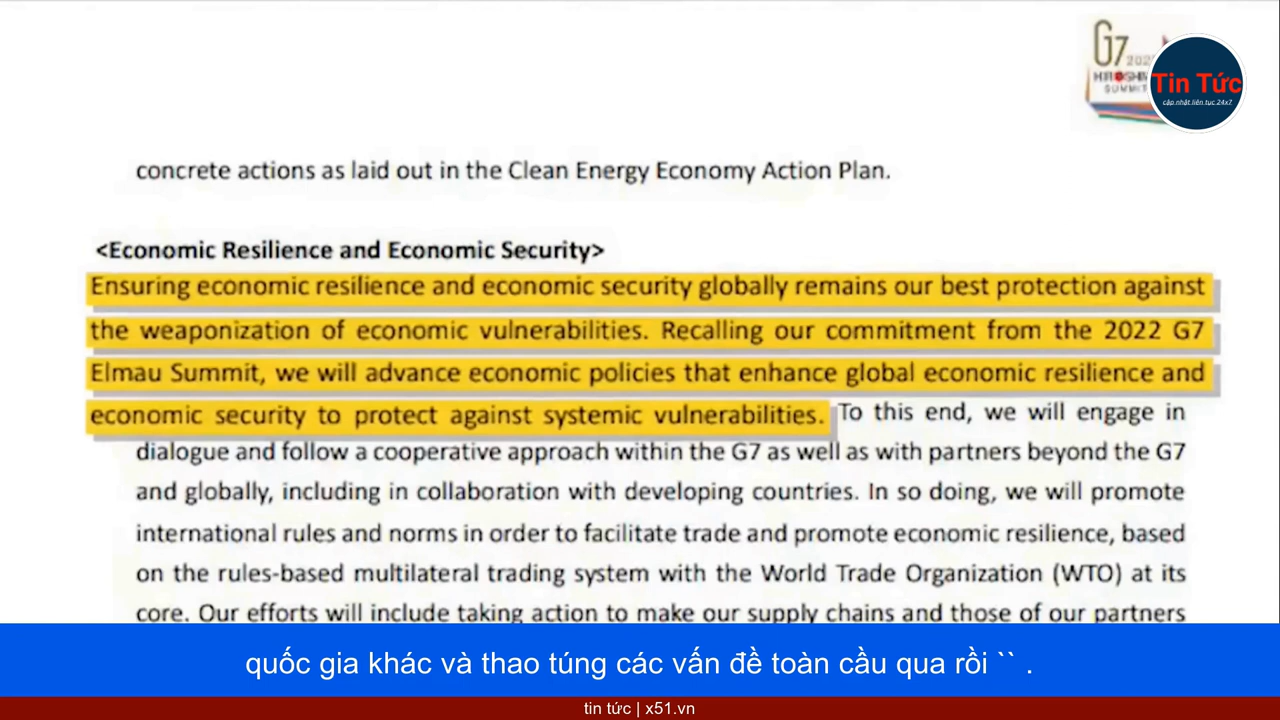 G7 202
HIROSHI
SUMMIT
Tin Tức
cập nhật liên tục 24x7
concrete actions as laid out in the Clean Energy Economy Action Plan.
<Economic Resilience and Economic Security>
Ensuring economic resilience and economic security globally remains our best protection against
the weaponization of economic vulnerabilities. Recalling our commitment from the 2022 G7
Elmau Summit, we will advance economic policies that enhance global economic resilience and
economic security to protect against systemic vulnerabilities. To this end, we will engage in
dialogue and follow a cooperative approach within the G7 as well as with partners beyond the G7
and globally, including in collaboration with developing countries. In so doing, we will promote
international rules and norms in order to facilitate trade and promote economic resilience, based
on the rules-based multilateral trading system with the World Trade Organization (WTO) at its
core. Our efforts will include taking action to make our supply chains and those of our partners
quốc gia khác và thao túng các vấn đề toàn cầu qua rồi `` .
tin tức | x51.vn